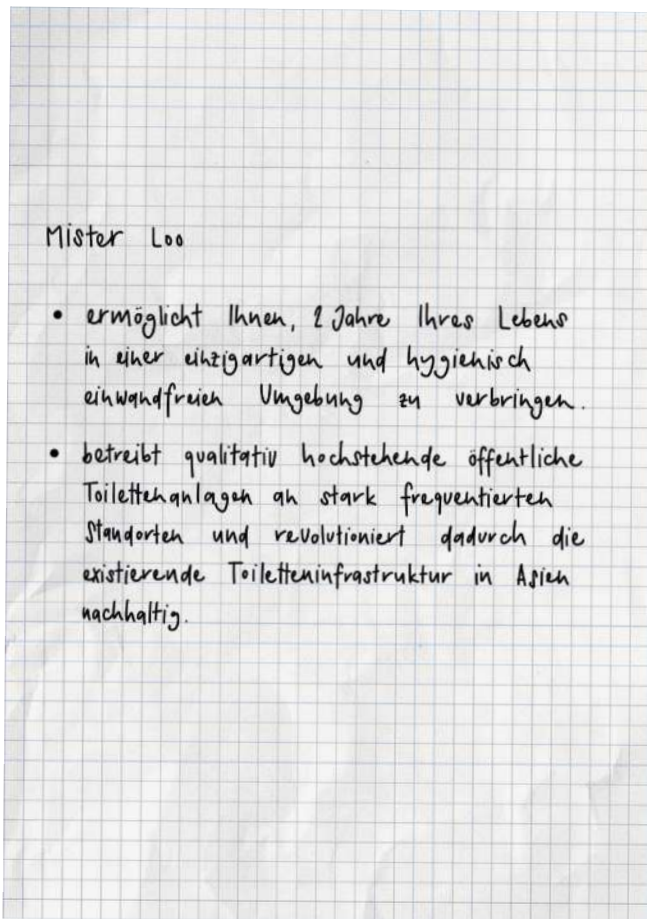 Mister Loo
• ermöglicht Ihnen, 2 Jahre Ihres Lebens
in einer einzigartigen und hygienisch
einwandfreien Umgebung zu verbringen.
• betreibt qualitativ hochstehende öffentliche
Toilettenanlagen an stark frequentierten
Standorten und revolutioniert dadurch die
existierende Toiletteninfrastruktur in Asien
nachhaltig.